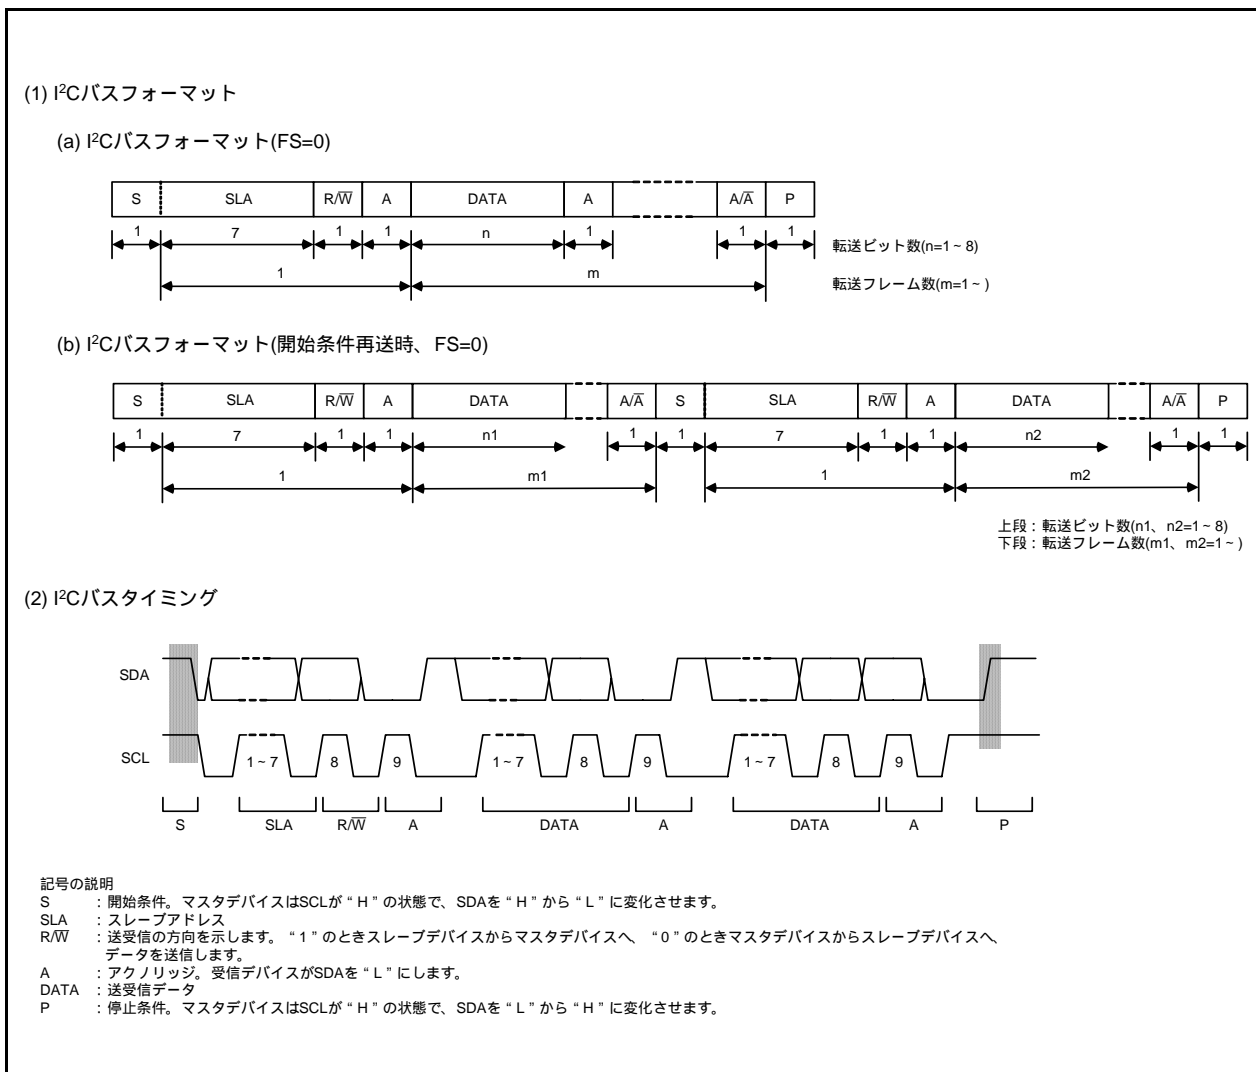 (1) I²Cバスフォーマット
(a) I²Cバスフォーマット(FS=0)
S SLA R/W̅ A DATA A A/A̅ P
1 7 1 1 n 1 1 1
転送ビット数(n=1~8)
1 m
転送フレーム数(m=1~ )
(b) I²Cバスフォーマット(開始条件再送時、FS=0)
S SLA R/W̅ A DATA A/A̅ S SLA R/W̅ A DATA A/A̅ P
1 7 1 1 n1 1 1 7 1 1 n2 1 1
1 m1 1 m2
上段：転送ビット数(n1、n2=1~8)
下段：転送フレーム数(m1、m2=1~ )
(2) I²Cバスタイミング
SDA
SCL 1~7 8 9 1~7 8 9 1~7 8 9
S SLA R/W̅ A DATA A DATA A P
記号の説明
S ：開始条件。マスタデバイスはSCLが“H”の状態で、SDAを“H”から“L”に変化させます。
SLA ：スレーブアドレス
R/W̅ ：送受信の方向を示します。“1”のときスレーブデバイスからマスタデバイスへ、“0”のときマスタデバイスからスレーブデバイスへ、
データを送信します。
A ：アクノリッジ。受信デバイスがSDAを“L”にします。
DATA ：送受信データ
P ：停止条件。マスタデバイスはSCLが“H”の状態で、SDAを“L”から“H”に変化させます。